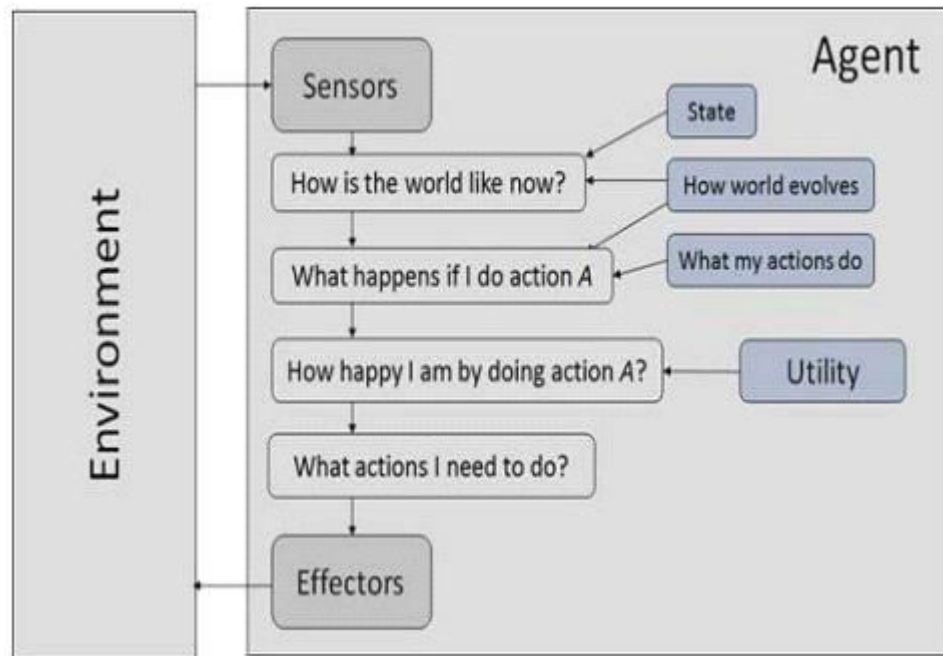 Environment
Agent
Sensors
State
How is the world like now?
How world evolves
What happens if I do action A
What my actions do
How happy I am by doing action A?
Utility
What actions I need to do?
Effectors